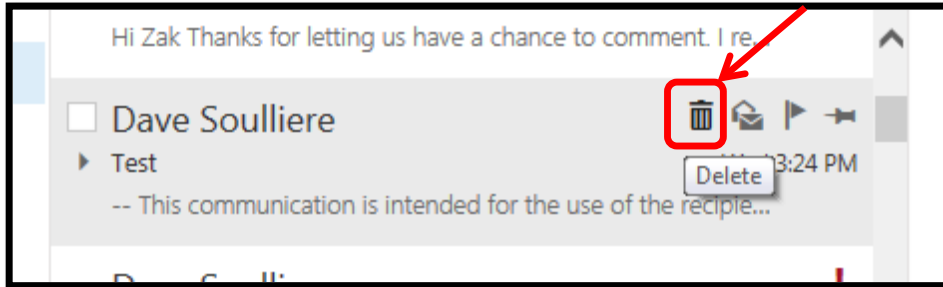 Hi Zak Thanks for letting us have a chance to comment. I re...
Dave Soulliere
Test 3:24 PM
Delete
-- This communication is intended for the use of the recipie...